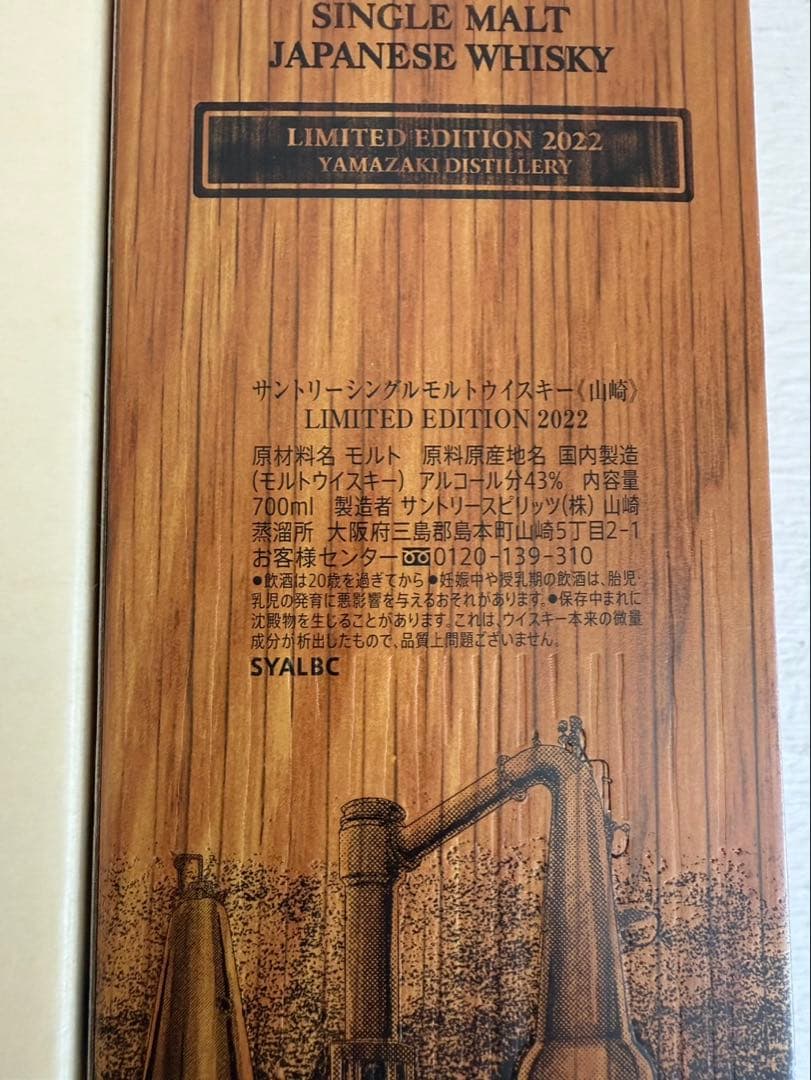 SINGLE MALT
JAPANESE WHISKY
LIMITED EDITION 2022
YAMAZAKI DISTILLERY
サントリーシングルモルトウイスキー《山崎》
LIMITED EDITION 2022
原材料名 モルト 原料原産地名 国内製造
(モルトウイスキー) アルコール分43% 内容量
700ml 製造者 サントリースピリッツ(株) 山崎
蒸溜所 大阪府三島郡島本町山崎5丁目2-1
お客様センター 0120-139-310
●飲酒は20歳を過ぎてから ●妊娠中や授乳期の飲酒は、胎児・
乳児の発育に悪影響を与えるおそれがあります。●保存中まれに
沈殿物を生じることがあります。これは、ウイスキー本来の微量
成分が析出したもので、品質上問題ございません。
SYALBC